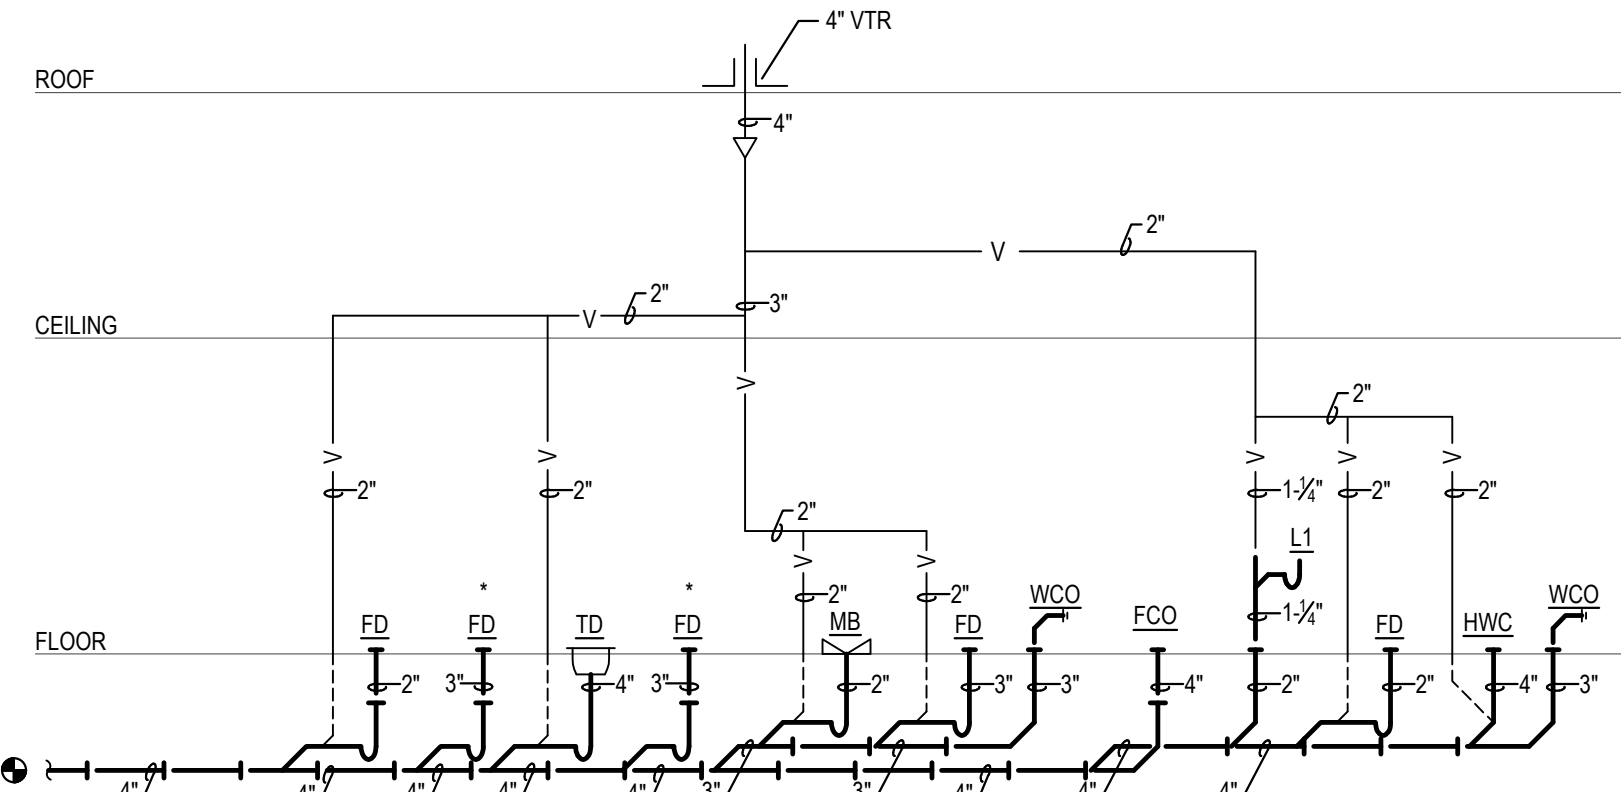 4" VTR
ROOF
4"
2"
V
2"
3"
V
CEILING
V
2"
V V V V V
2" 2" 1-1/4" 2" 2"
2"
L1
V V
* * 2" 2" WCO 1-1/4" WCO
FD FD TD FD MB FD FCO FD HWC
FLOOR
2" 3" 4" 3" 2" 3" 3" 4" 2" 2" 4" 3"
4" 4" 4" 4" 4" 3" 3" 4" 4" 4"